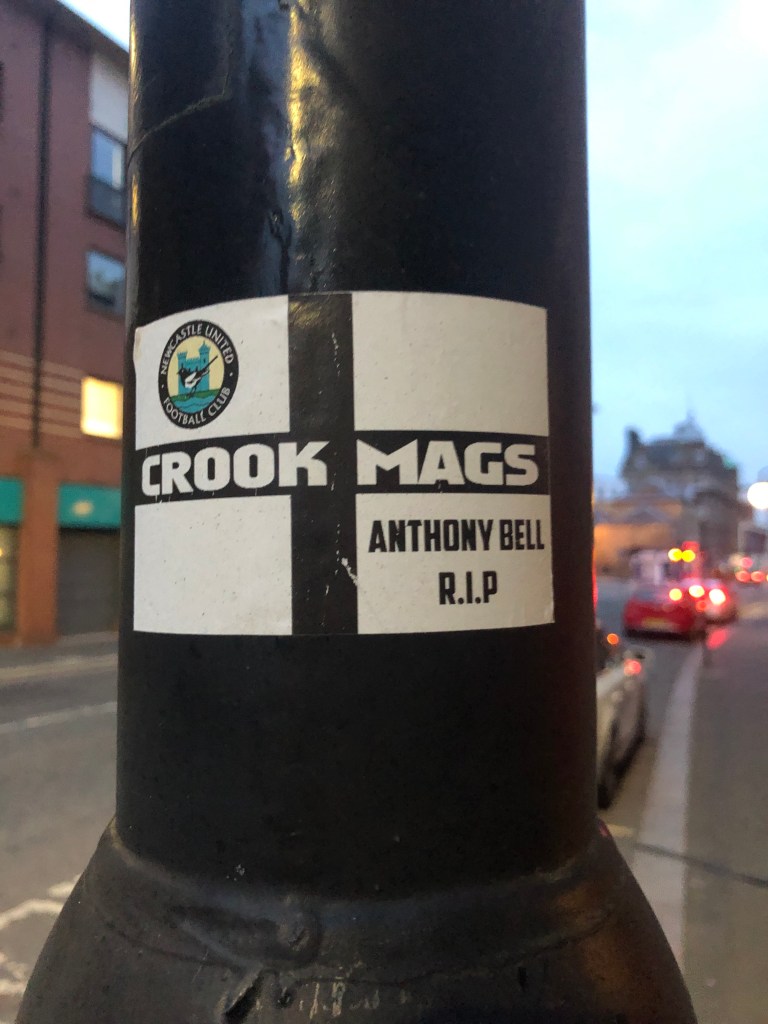 NEWCASTLE UNITED
FOOTBALL CLUB
CROOK MAGS
ANTHONY BELL
R.I.P